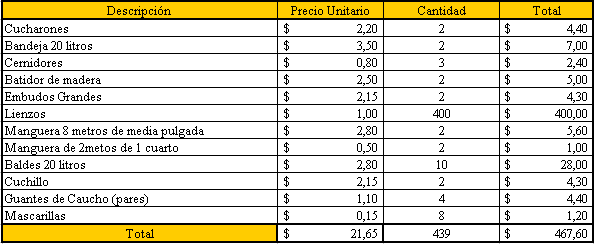 Descripción Precio Unitario Cantidad Total
Cucharones $ 2,20 2 $ 4,40
Bandeja 20 litros $ 3,50 2 $ 7,00
Cernidores $ 0,80 3 $ 2,40
Batidor de madera $ 2,50 2 $ 5,00
Embudos Grandes $ 2,15 2 $ 4,30
Lienzos $ 1,00 400 $ 400,00
Manguera 8 metros de media pulgada $ 2,80 2 $ 5,60
Manguera de 2metos de 1 cuarto $ 0,50 2 $ 1,00
Baldes 20 litros $ 2,80 10 $ 28,00
Cuchillo $ 2,15 2 $ 4,30
Guantes de Caucho (pares) $ 1,10 4 $ 4,40
Mascarillas $ 0,15 8 $ 1,20
Total $ 21,65 439 $ 467,60